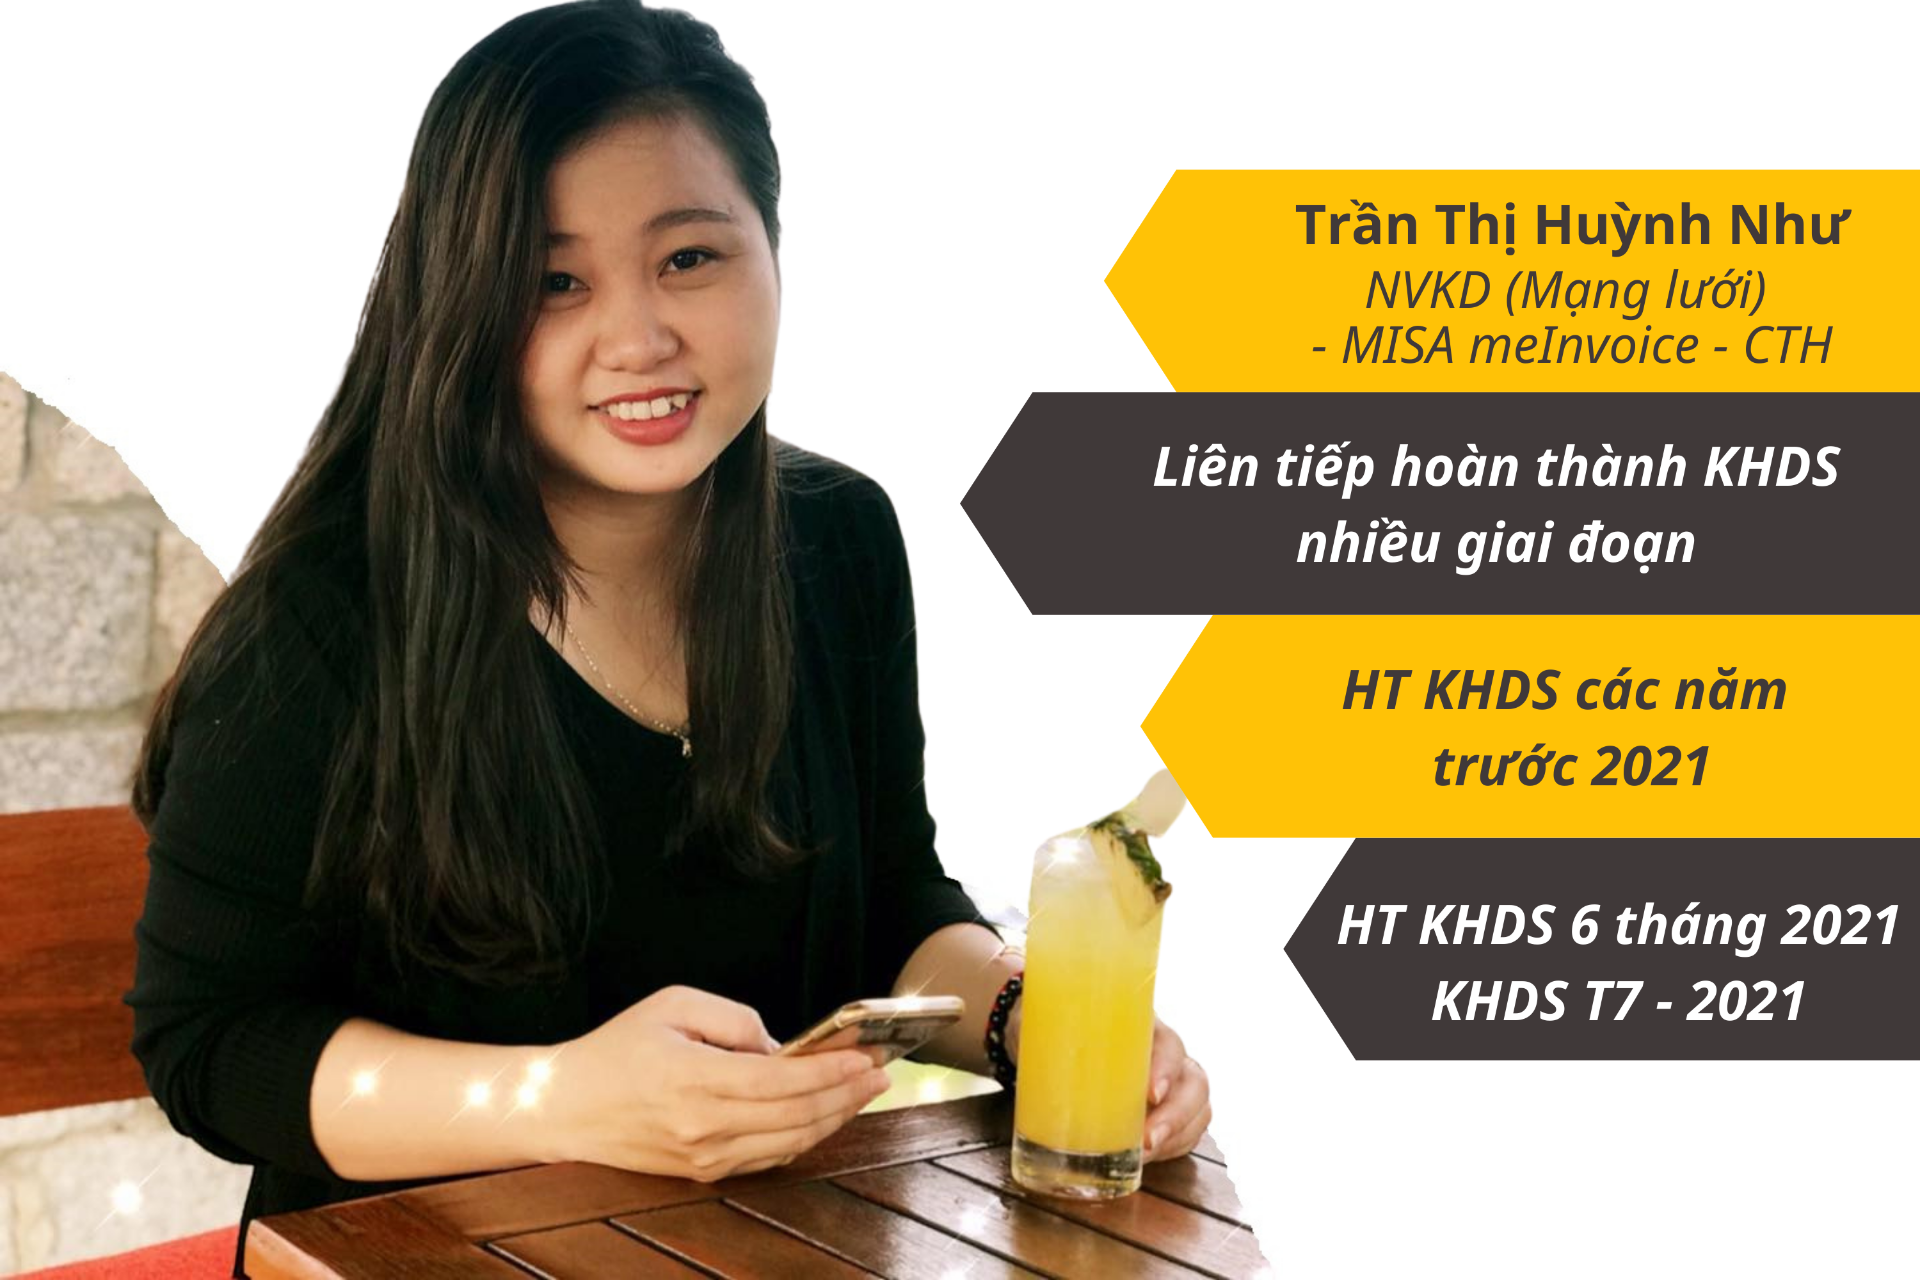 Trần Thị Huỳnh Như
NVKD (Mạng lưới)
- MISA meInvoice - CTH
Liên tiếp hoàn thành KHDS
nhiều giai đoạn
HT KHDS các năm
trước 2021
HT KHDS 6 tháng 2021
KHDS T7 - 2021